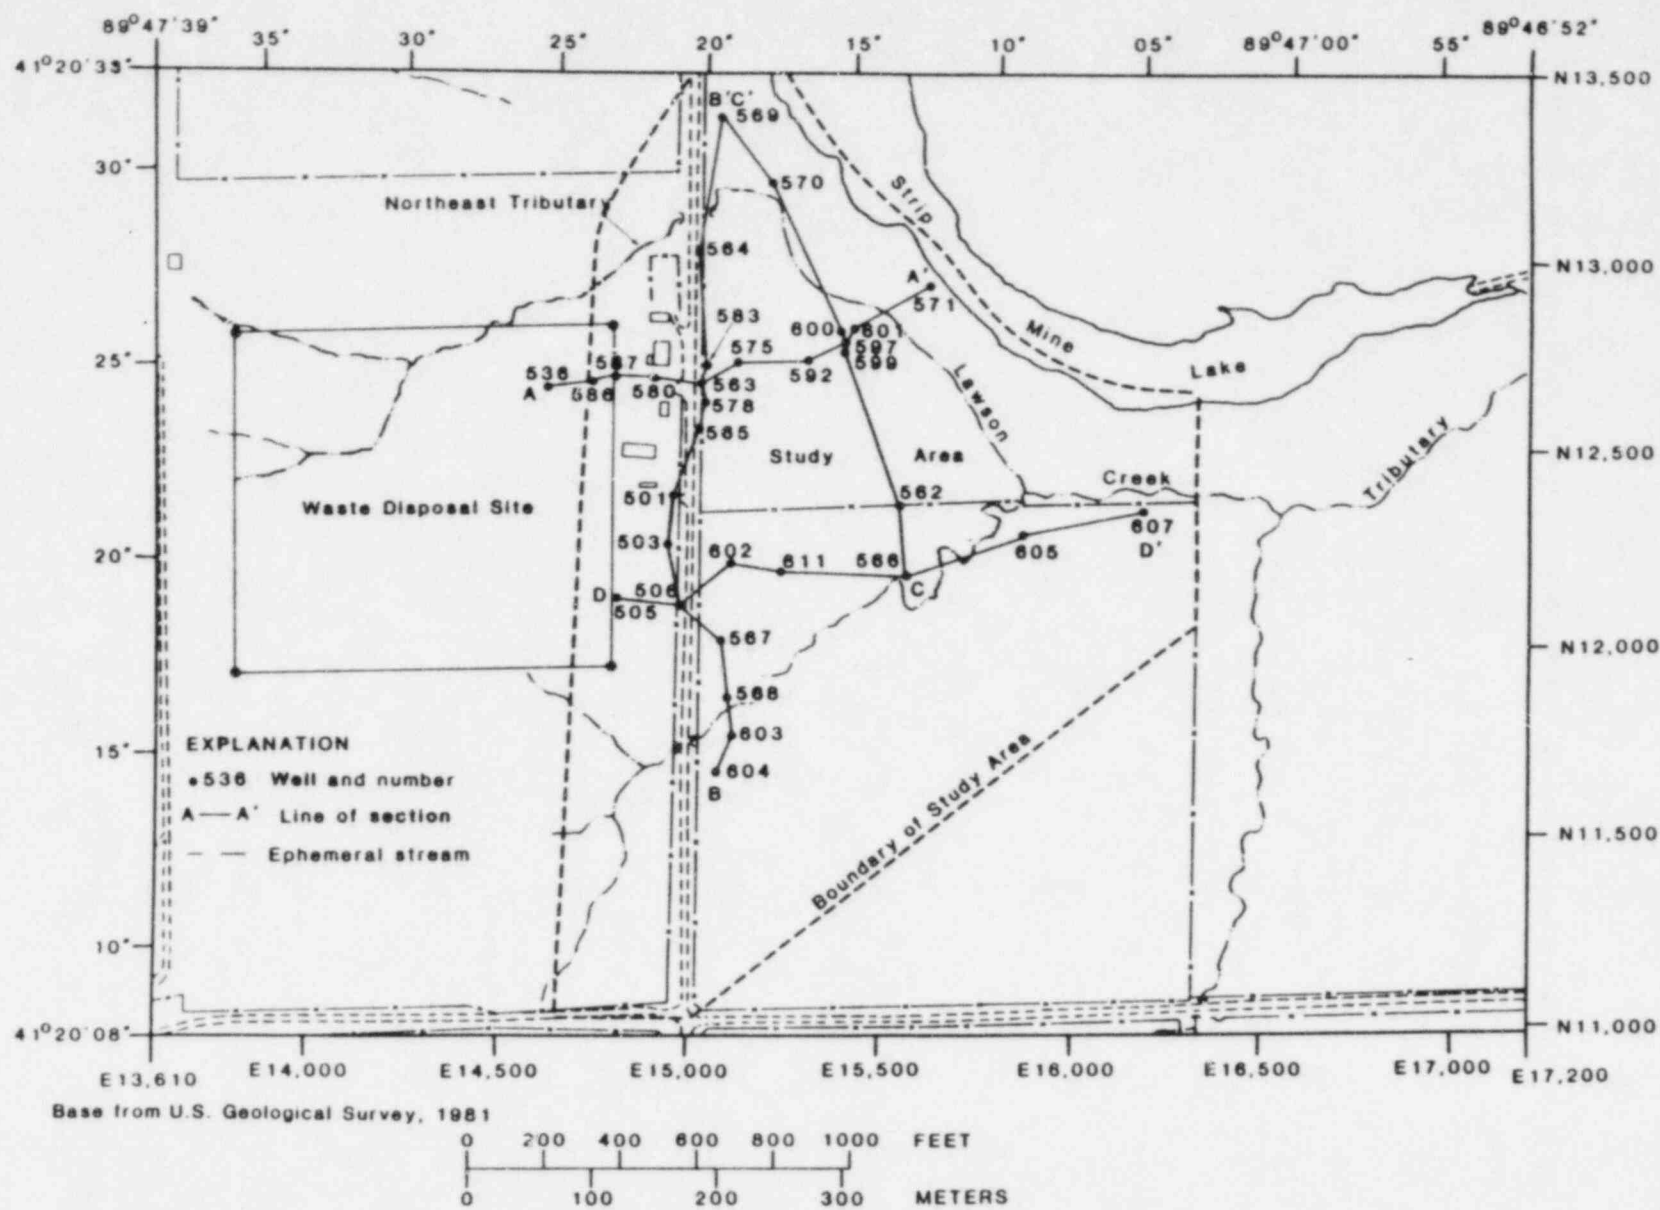 89°47'39" 35" 30" 25" 20" 15" 10" 05" 89°47'00" 55" 89°46'52"
41°20'33"
N13,500
B'C'
569
30"
570
Strip
Northeast Tributary
564
N13,000
A'
571
583
600
601
Mine
575
597
25"
587
599
536
592
Lake
A
586
580
563
578
Lawson
565
Study Area
N12,500
Tributary
Creek
501
562
Waste Disposal Site
607
D'
503
602
605
20"
611
566
D
506
C
505
567
N12,000
568
EXPLANATION
603
15"
536 Well and number
604
B
A — A' Line of section
Boundary of Study Area
N11,500
Ephemeral stream
10"
41°20'08"
N11,000
E13,610 E14,000 E14,500 E15,000 E15,500 E16,000 E16,500 E17,000 E17,200
Base from U.S. Geological Survey, 1981
0 200 400 600 800 1000 FEET
0 100 200 300 METERS